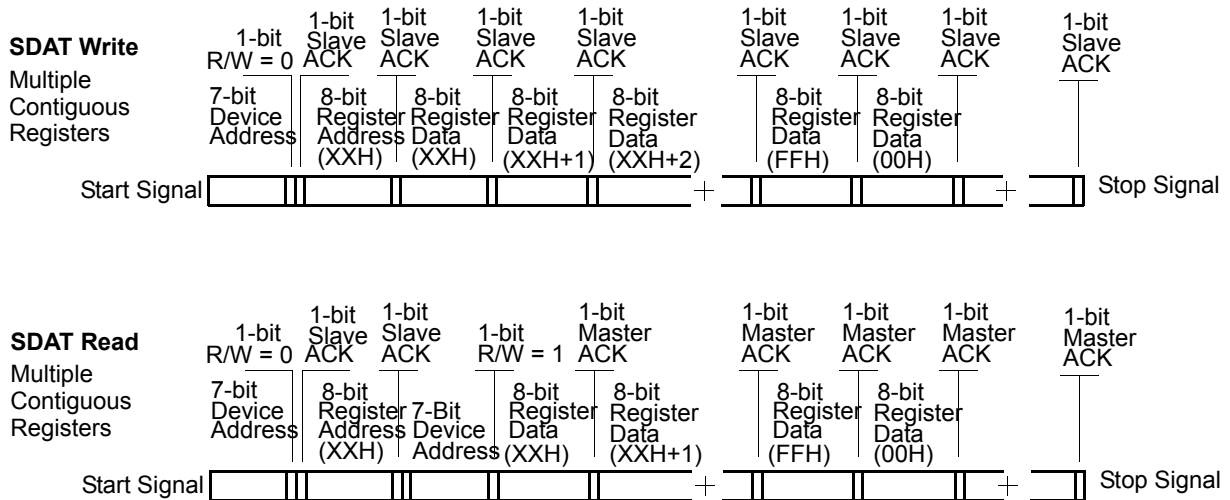 SDAT Write
Multiple
Contiguous
Registers
1-bit
R/W = 0
1-bit
Slave
ACK
1-bit
Slave
ACK
1-bit
Slave
ACK
1-bit
Slave
ACK
1-bit
Slave
ACK
1-bit
Slave
ACK
1-bit
Slave
ACK
1-bit
Slave
ACK
7-bit
Device
Address
8-bit
Register
Address
(XXH)
8-bit
Register
Data
(XXH)
8-bit
Register
Data
(XXH+1)
8-bit
Register
Data
(XXH+2)
8-bit
Register
Data
(FFH)
8-bit
Register
Data
(00H)
Start Signal
Stop Signal
SDAT Read
Multiple
Contiguous
Registers
1-bit
R/W = 0
1-bit
Slave
ACK
1-bit
Slave
ACK
1-bit
R/W = 1
1-bit
Master
ACK
1-bit
Master
ACK
1-bit
Master
ACK
1-bit
Master
ACK
1-bit
Master
ACK
7-bit
Device
Address
8-bit
Register
Address
(XXH)
7-Bit
Device
Address
8-bit
Register
Data
(XXH)
8-bit
Register
Data
(XXH+1)
8-bit
Register
Data
(FFH)
8-bit
Register
Data
(00H)
Start Signal
Stop Signal